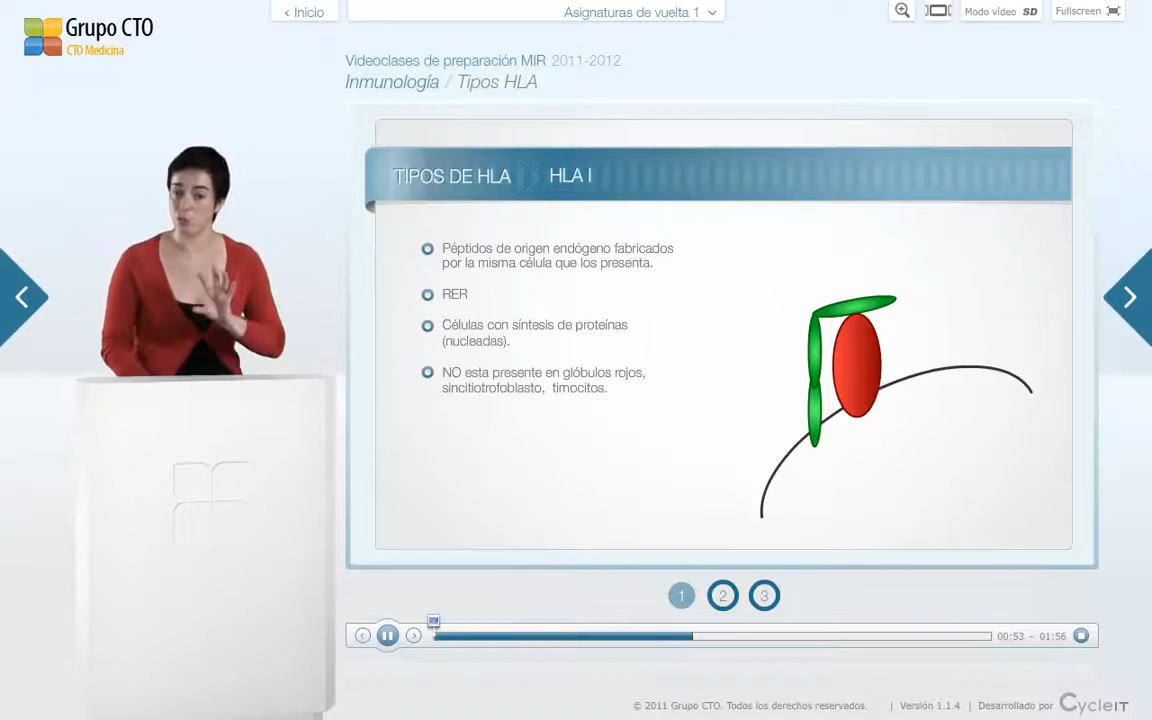 Grupo CTO
CTO Medicina
‹ Inicio
Asignaturas de vuelta 1
Modo vídeo SD
Fullscreen
Videoclases de preparación MIR 2011-2012
Inmunología / Tipos HLA
TIPOS DE HLA HLA I
Péptidos de origen endógeno fabricados
por la misma célula que los presenta.
RER
Células con síntesis de proteínas
(nucleadas).
NO esta presente en glóbulos rojos,
sincitiotrofoblasto, timocitos.
1 2 3
00:53 - 01:56
© 2011 Grupo CTO. Todos los derechos reservados. | Versión 1.1.4 | Desarrollado por CycleIT